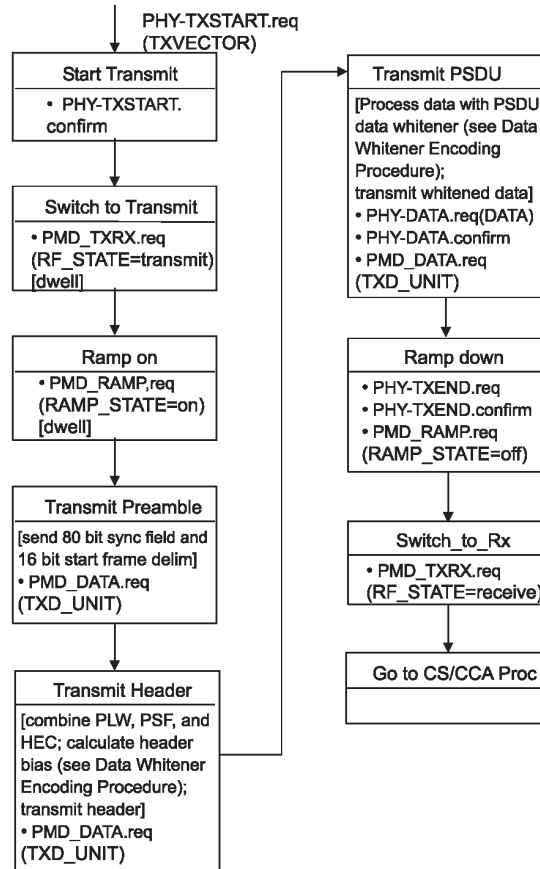 PHY-TXSTART.req
(TXVECTOR)
Start Transmit
• PHY-TXSTART.
confirm
Switch to Transmit
• PMD_TXRX.req
(RF_STATE=transmit)
[dwell]
Ramp on
• PMD_RAMP,req
(RAMP_STATE=on)
[dwell]
Transmit Preamble
[send 80 bit sync field and
16 bit start frame delim]
• PMD_DATA.req
(TXD_UNIT)
Transmit Header
[combine PLW, PSF, and
HEC; calculate header
bias (see Data Whitener
Encoding Procedure);
transmit header]
• PMD_DATA.req
(TXD_UNIT)
Transmit PSDU
[Process data with PSDU
data whitener (see Data
Whitener Encoding
Procedure);
transmit whitened data]
• PHY-DATA.req(DATA)
• PHY-DATA.confirm
• PMD_DATA.req
(TXD_UNIT)
Ramp down
• PHY-TXEND.req
• PHY-TXEND.confirm
• PMD_RAMP.req
(RAMP_STATE=off)
Switch_to_Rx
• PMD_TXRX.req
(RF_STATE=receive)
Go to CS/CCA Proc